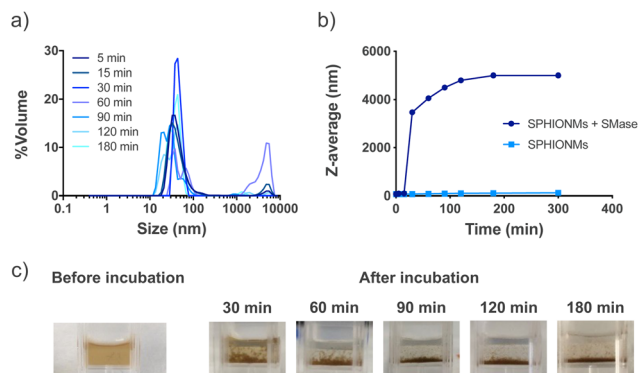 a)
30
20
10
0
%Volume
5 min
15 min
30 min
60 min
90 min
120 min
180 min
0.1 1 10 100 1000 10000
Size (nm)
b)
6000
4000
2000
0
Z-average (nm)
SPHIONMs + SMase
SPHIONMs
0 100 200 300 400
Time (min)
c)
Before incubation After incubation
30 min 60 min 90 min 120 min 180 min